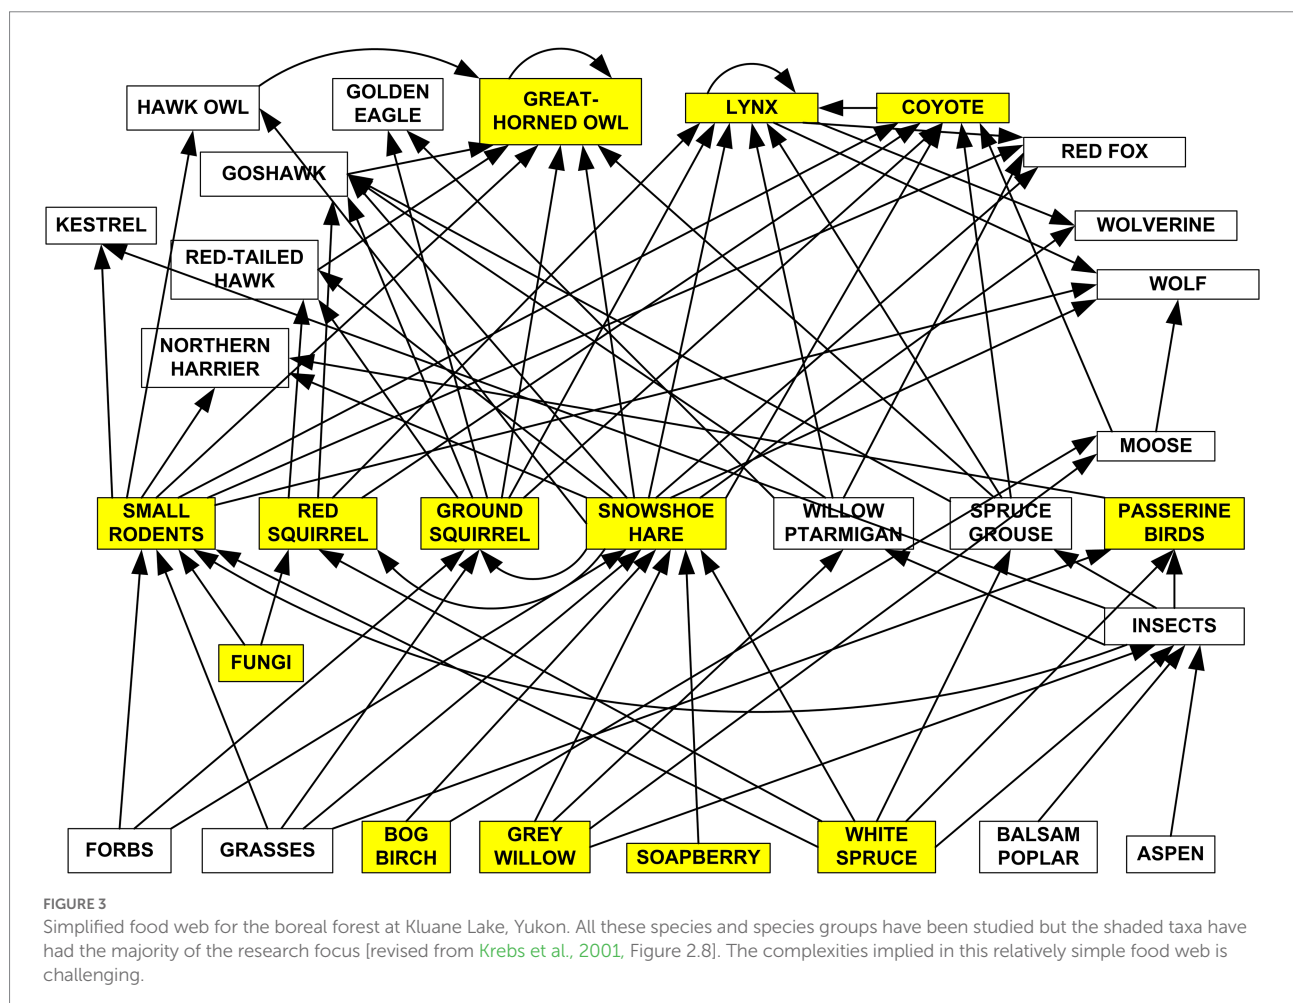 HAWK OWL
GOLDEN
EAGLE
GREAT-
HORNED OWL
LYNX
COYOTE
RED FOX
GOSHAWK
KESTREL
WOLVERINE
RED-TAILED
HAWK
WOLF
NORTHERN
HARRIER
MOOSE
SMALL
RODENTS
RED
SQUIRREL
GROUND
SQUIRREL
SNOWSHOE
HARE
WILLOW
PTARMIGAN
SPRUCE
GROUSE
PASSERINE
BIRDS
INSECTS
FUNGI
FORBS
GRASSES
BOG
BIRCH
GREY
WILLOW
SOAPBERRY
WHITE
SPRUCE
BALSAM
POPLAR
ASPEN
FIGURE 3
Simplified food web for the boreal forest at Kluane Lake, Yukon. All these species and species groups have been studied but the shaded taxa have
had the majority of the research focus [revised from Krebs et al., 2001, Figure 2.8]. The complexities implied in this relatively simple food web is
challenging.